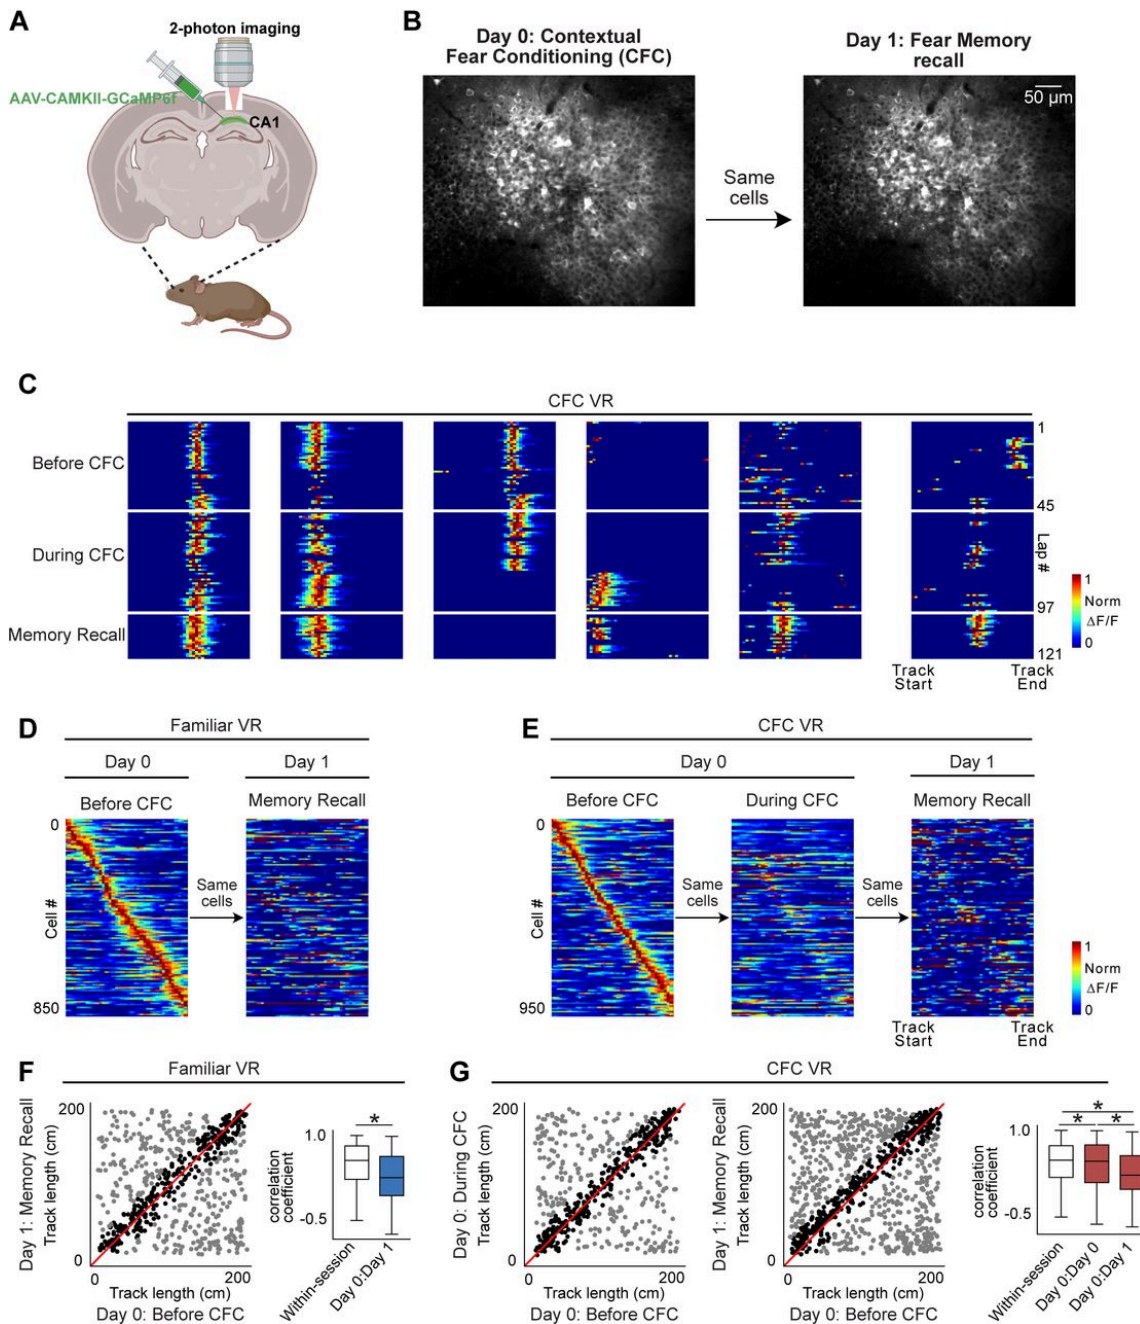 A
2-photon imaging
AAV-CAMKII-GCaMP6f
CA1
B
Day 0: Contextual
Fear Conditioning (CFC)
Day 1: Fear Memory
recall
50 µm
Same
cells
C
CFC VR
Before CFC
During CFC
Memory Recall
1
45
97
121
Lap #
1
Norm
ΔF/F
0
Track
Start
Track
End
D
Familiar VR
Day 0
Day 1
Before CFC
Memory Recall
0
Cell #
850
Same
cells
E
CFC VR
Day 0
Day 1
Before CFC
During CFC
Memory Recall
0
Cell #
950
Same
cells
Same
cells
1
Norm
ΔF/F
0
Track
Start
Track
End
F
Familiar VR
Day 1: Memory Recall
Track length (cm)
200
0
0
200
Track length (cm)
Day 0: Before CFC
*
1.0
correlation
coefficient
-0.5
Within-session
Day 0:Day 1
G
CFC VR
Day 0: During CFC
Track length (cm)
200
0
0
200
Track length (cm)
Day 0: Before CFC
Day 1: Memory Recall
Track length (cm)
200
0
0
200
Track length (cm)
Day 0: Before CFC
*
* *
1.0
correlation
coefficient
-0.5
Within-session
Day 0:Day 0
Day 0:Day 1